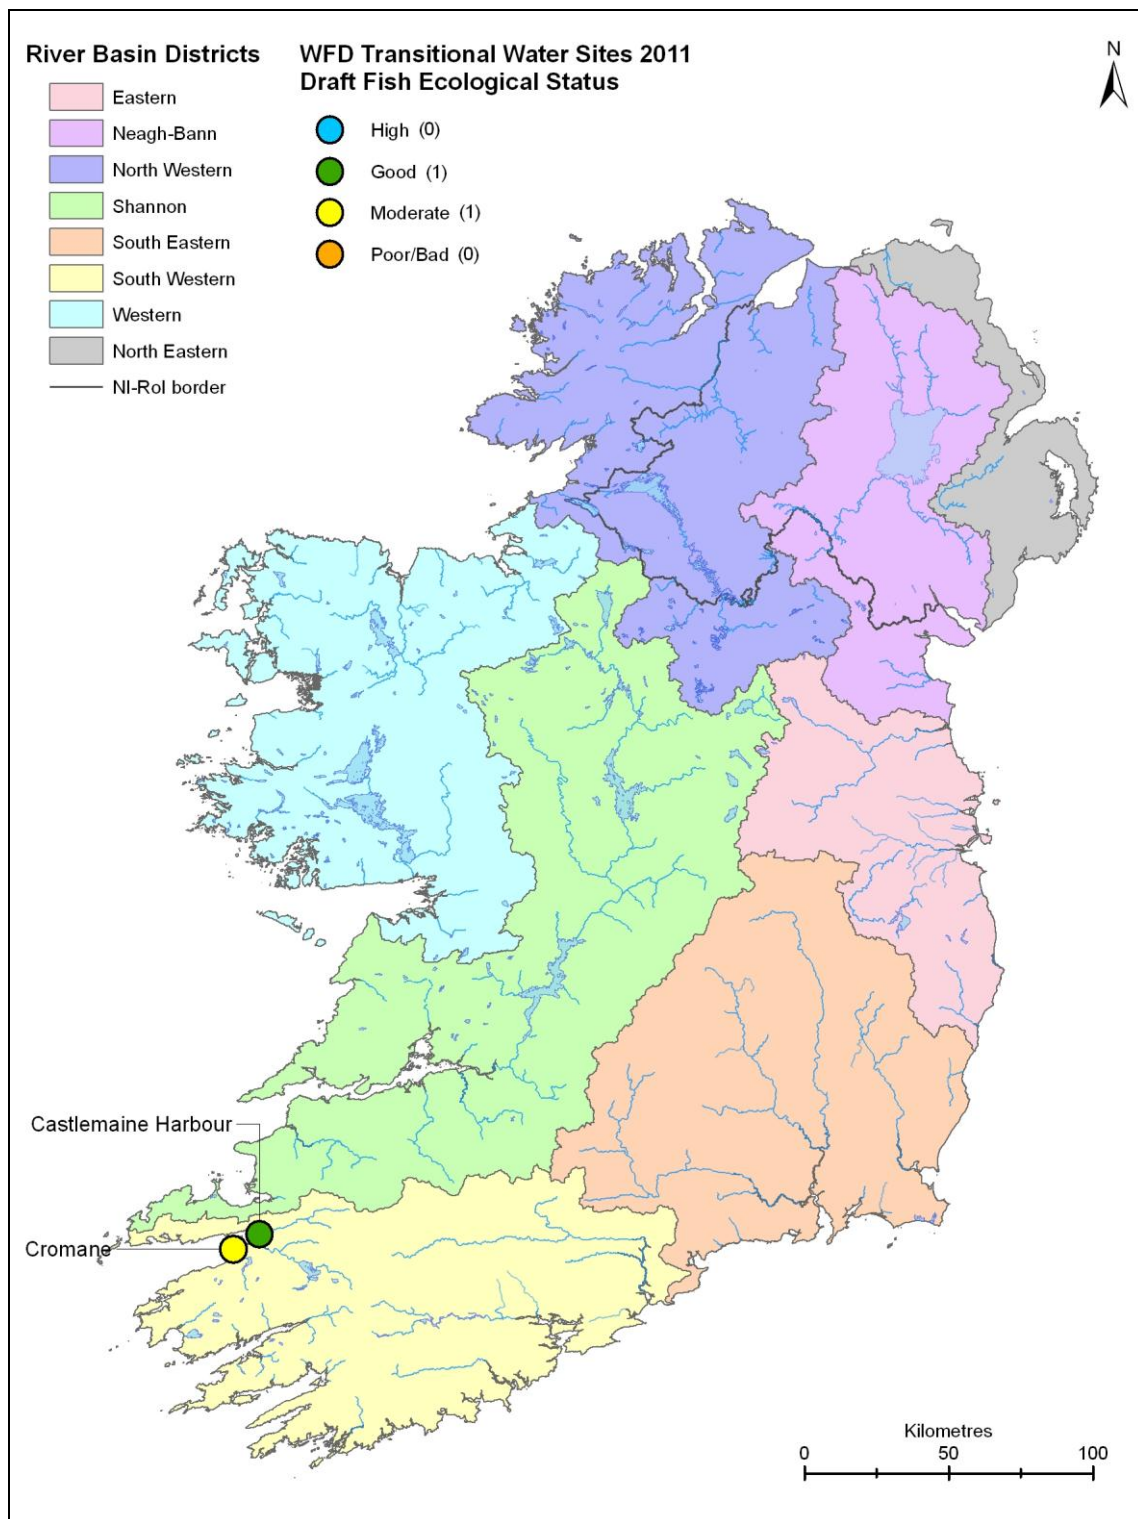 River Basin Districts
Eastern
Neagh-Bann
North Western
Shannon
South Eastern
South Western
Western
North Eastern
NI-RoI border
WFD Transitional Water Sites 2011
Draft Fish Ecological Status
High (0)
Good (1)
Moderate (1)
Poor/Bad (0)
N
Castlemaine Harbour
Cromane
Kilometres
0 50 100